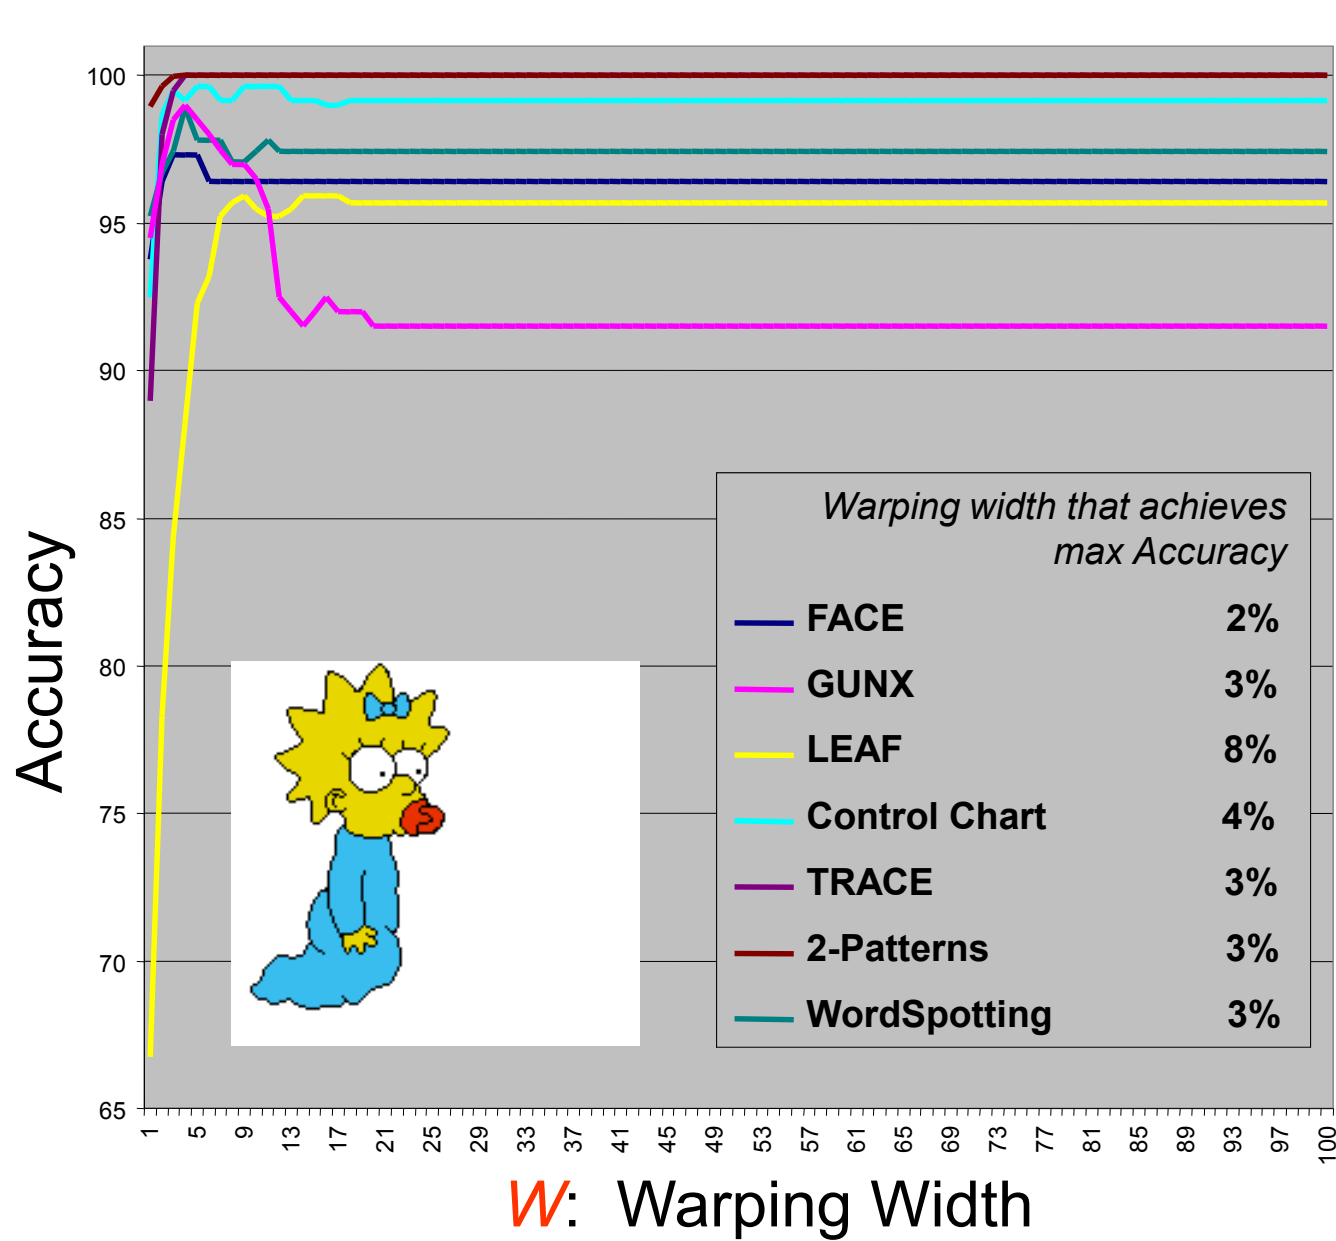 100
95
90
85
80
75
70
65
Accuracy
Warping width that achieves
max Accuracy
FACE 2%
GUNX 3%
LEAF 8%
Control Chart 4%
TRACE 3%
2-Patterns 3%
WordSpotting 3%
1 5 9 13 17 21 25 29 33 37 41 45 49 53 57 61 65 69 73 77 81 85 89 93 97 100
W: Warping Width